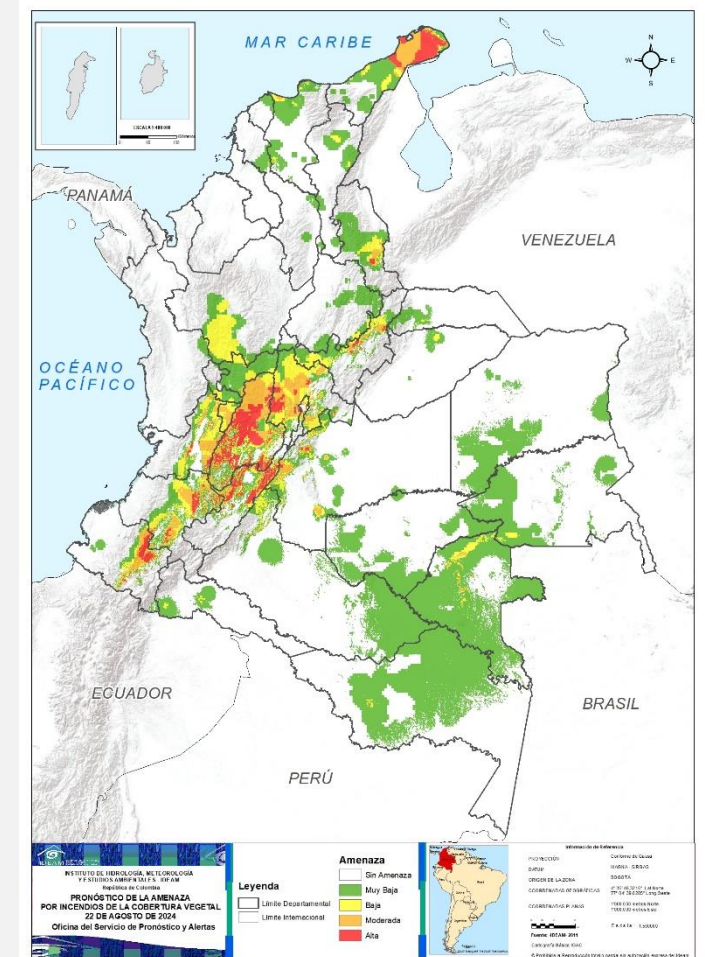 MAR CARIBE
N
W
E
S
PANAMÁ
VENEZUELA
OCÉANO
PACÍFICO
ECUADOR
BRASIL
PERÚ
IDEAM
INSTITUTO DE HIDROLOGÍA, METEOROLOGÍA
Y ESTUDIOS AMBIENTALES - IDEAM
República de Colombia
PRONÓSTICO DE LA AMENAZA
POR INCENDIOS DE LA COBERTURA VEGETAL
22 DE AGOSTO DE 2024
Oficina del Servicio de Pronóstico y Alertas
Leyenda
Límite Departamental
Límite Internacional
Amenaza
Sin Amenaza
Muy Baja
Baja
Moderada
Alta
Información de Referencia
PROYECCIÓN
DATUM
MAGNA - SIRGAS
ORIGEN DE LA ZONA
BOGOTÁ
COORDENADAS GEOGRÁFICAS
COORDENADAS PLANAS
Escala
Fuente: IDEAM